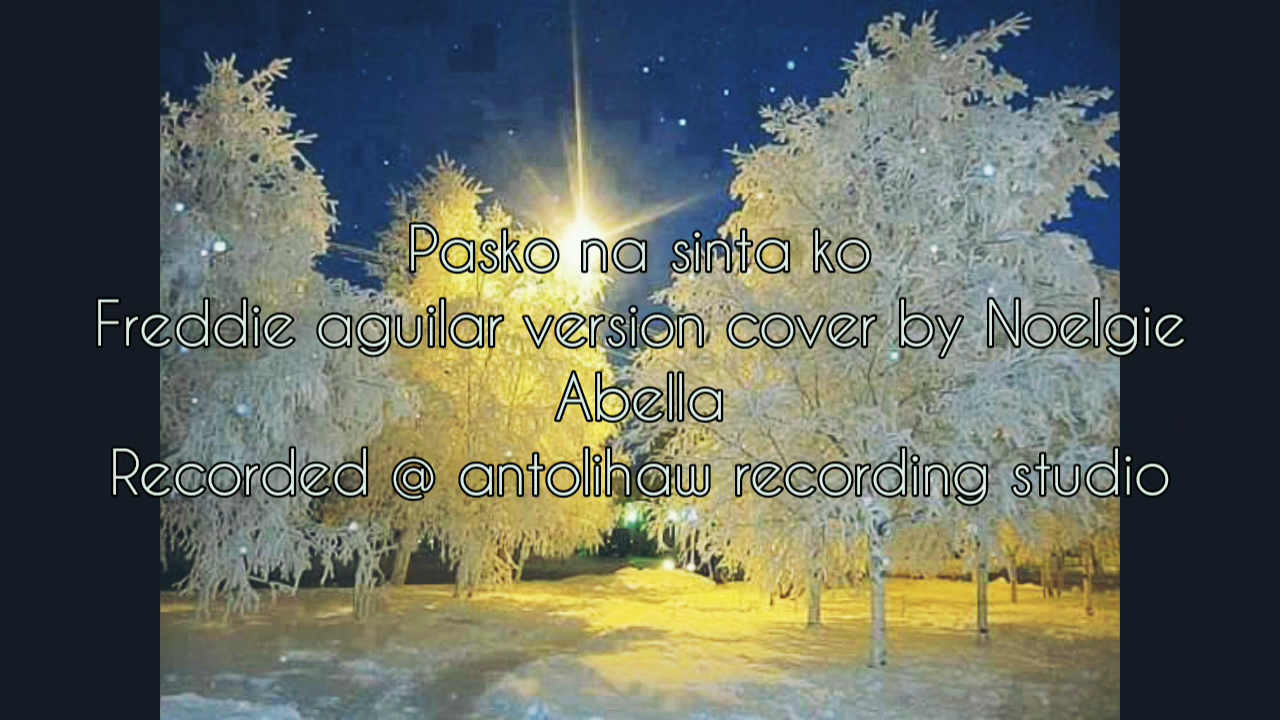 Pasko na sinta ko
Freddie aguilar version cover by Noelgie
Abella
Recorded @ antolihaw recording studio